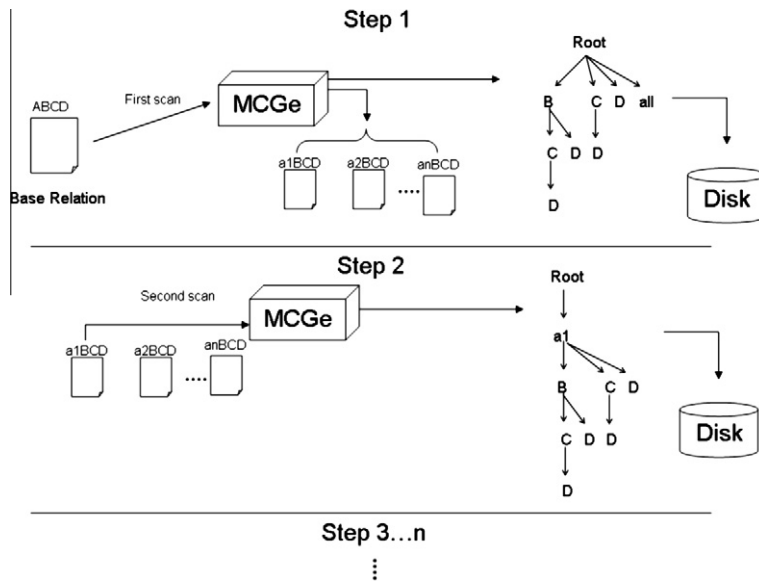 Step 1
Root
ABCD
First scan
MCGe
B C D all
a1BCD a2BCD anBCD
C D D
Base Relation
D
Disk
Step 2
Root
Second scan
MCGe
a1
a1BCD a2BCD anBCD
B C D
C D D
Disk
D
Step 3...n